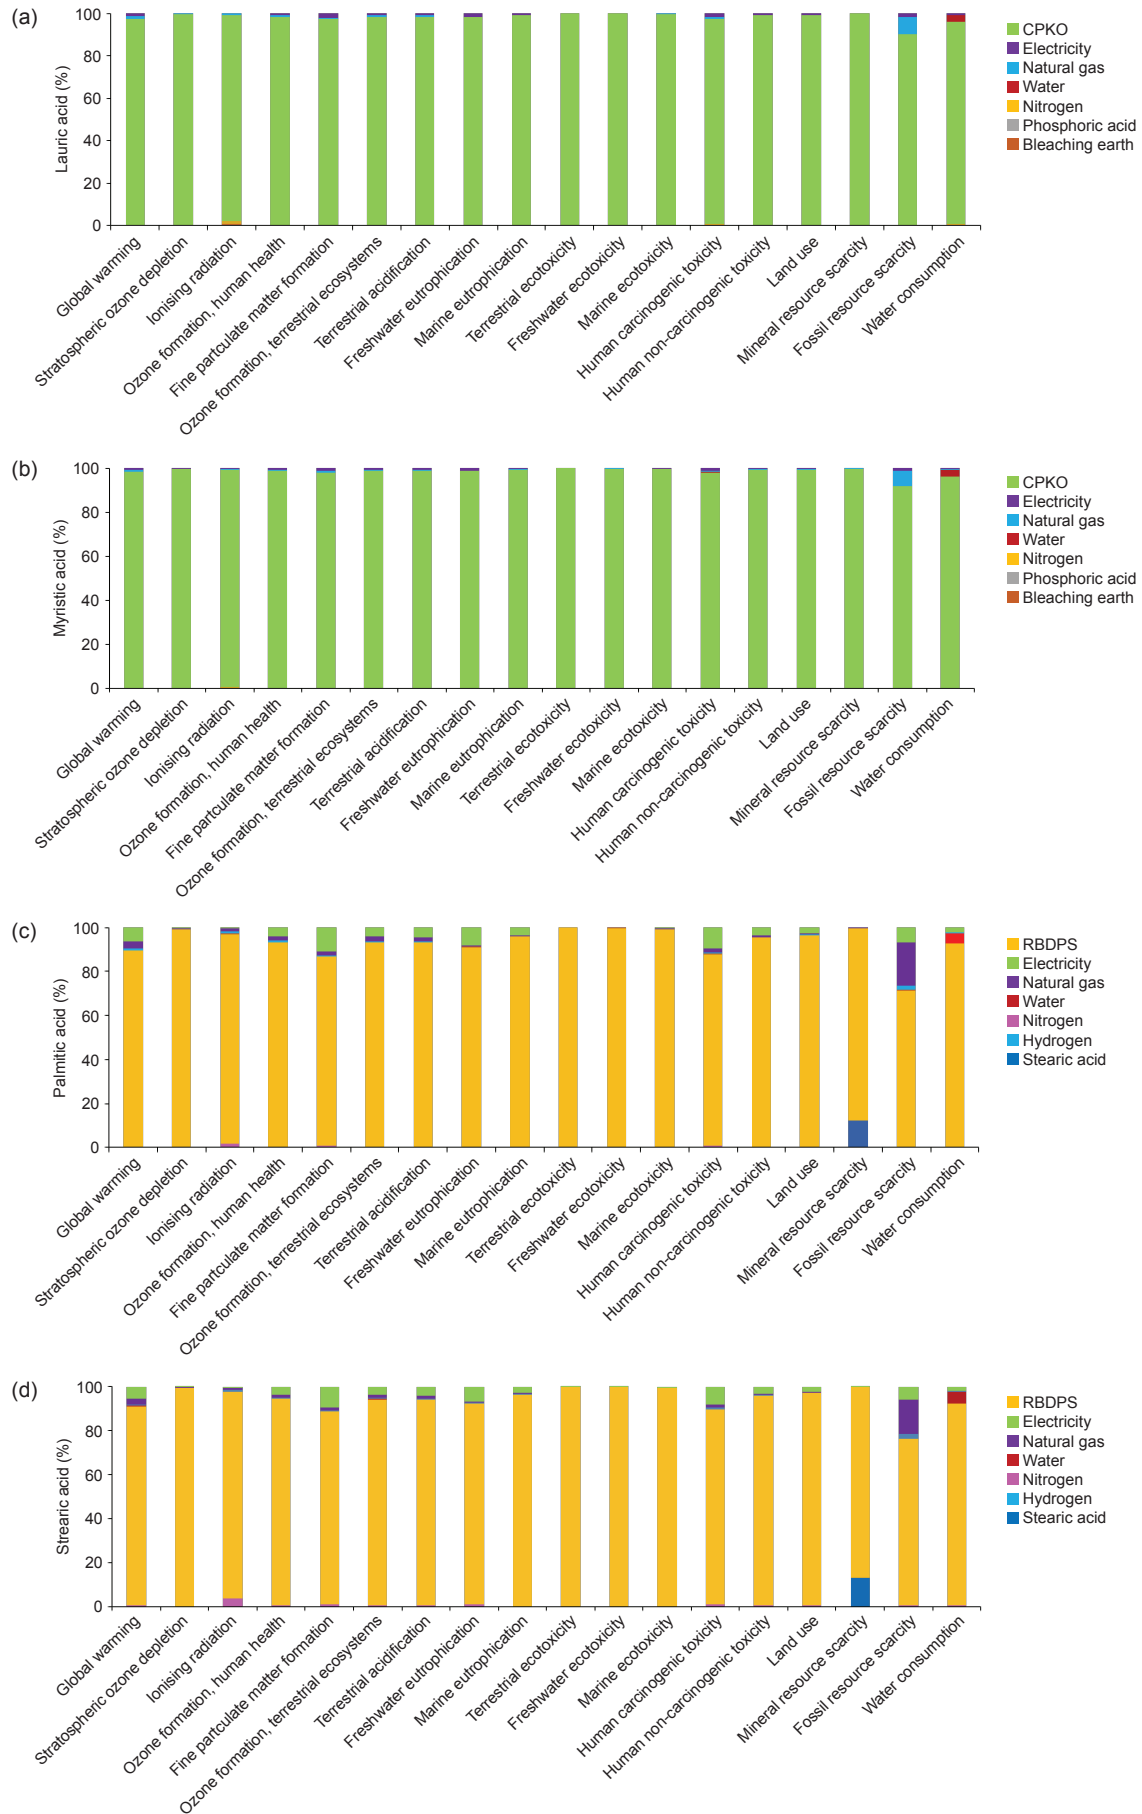 (a)
Lauric acid (%)
100
80
60
40
20
0
Global warming
Stratospheric ozone depletion
Ionising radiation
Ozone formation, human health
Fine partculate matter formation
Ozone formation, terrestrial ecosystems
Terrestrial acidification
Freshwater eutrophication
Marine eutrophication
Terrestrial ecotoxicity
Freshwater ecotoxicity
Marine ecotoxicity
Human carcinogenic toxicity
Human non-carcinogenic toxicity
Land use
Mineral resource scarcity
Fossil resource scarcity
Water consumption
CPKO
Electricity
Natural gas
Water
Nitrogen
Phosphoric acid
Bleaching earth
(b)
Myristic acid (%)
100
80
60
40
20
0
Global warming
Stratospheric ozone depletion
Ionising radiation
Ozone formation, human health
Fine partculate matter formation
Ozone formation, terrestrial ecosystems
Terrestrial acidification
Freshwater eutrophication
Marine eutrophication
Terrestrial ecotoxicity
Freshwater ecotoxicity
Marine ecotoxicity
Human carcinogenic toxicity
Human non-carcinogenic toxicity
Land use
Mineral resource scarcity
Fossil resource scarcity
Water consumption
CPKO
Electricity
Natural gas
Water
Nitrogen
Phosphoric acid
Bleaching earth
(c)
Palmitic acid (%)
100
80
60
40
20
0
Global warming
Stratospheric ozone depletion
Ionising radiation
Ozone formation, human health
Fine partculate matter formation
Ozone formation, terrestrial ecosystems
Terrestrial acidification
Freshwater eutrophication
Marine eutrophication
Terrestrial ecotoxicity
Freshwater ecotoxicity
Marine ecotoxicity
Human carcinogenic toxicity
Human non-carcinogenic toxicity
Land use
Mineral resource scarcity
Fossil resource scarcity
Water consumption
RBDPS
Electricity
Natural gas
Water
Nitrogen
Hydrogen
Stearic acid
(d)
Strearic acid (%)
100
80
60
40
20
0
Global warming
Stratospheric ozone depletion
Ionising radiation
Ozone formation, human health
Fine partculate matter formation
Ozone formation, terrestrial ecosystems
Terrestrial acidification
Freshwater eutrophication
Marine eutrophication
Terrestrial ecotoxicity
Freshwater ecotoxicity
Marine ecotoxicity
Human carcinogenic toxicity
Human non-carcinogenic toxicity
Land use
Mineral resource scarcity
Fossil resource scarcity
Water consumption
RBDPS
Electricity
Natural gas
Water
Nitrogen
Hydrogen
Stearic acid